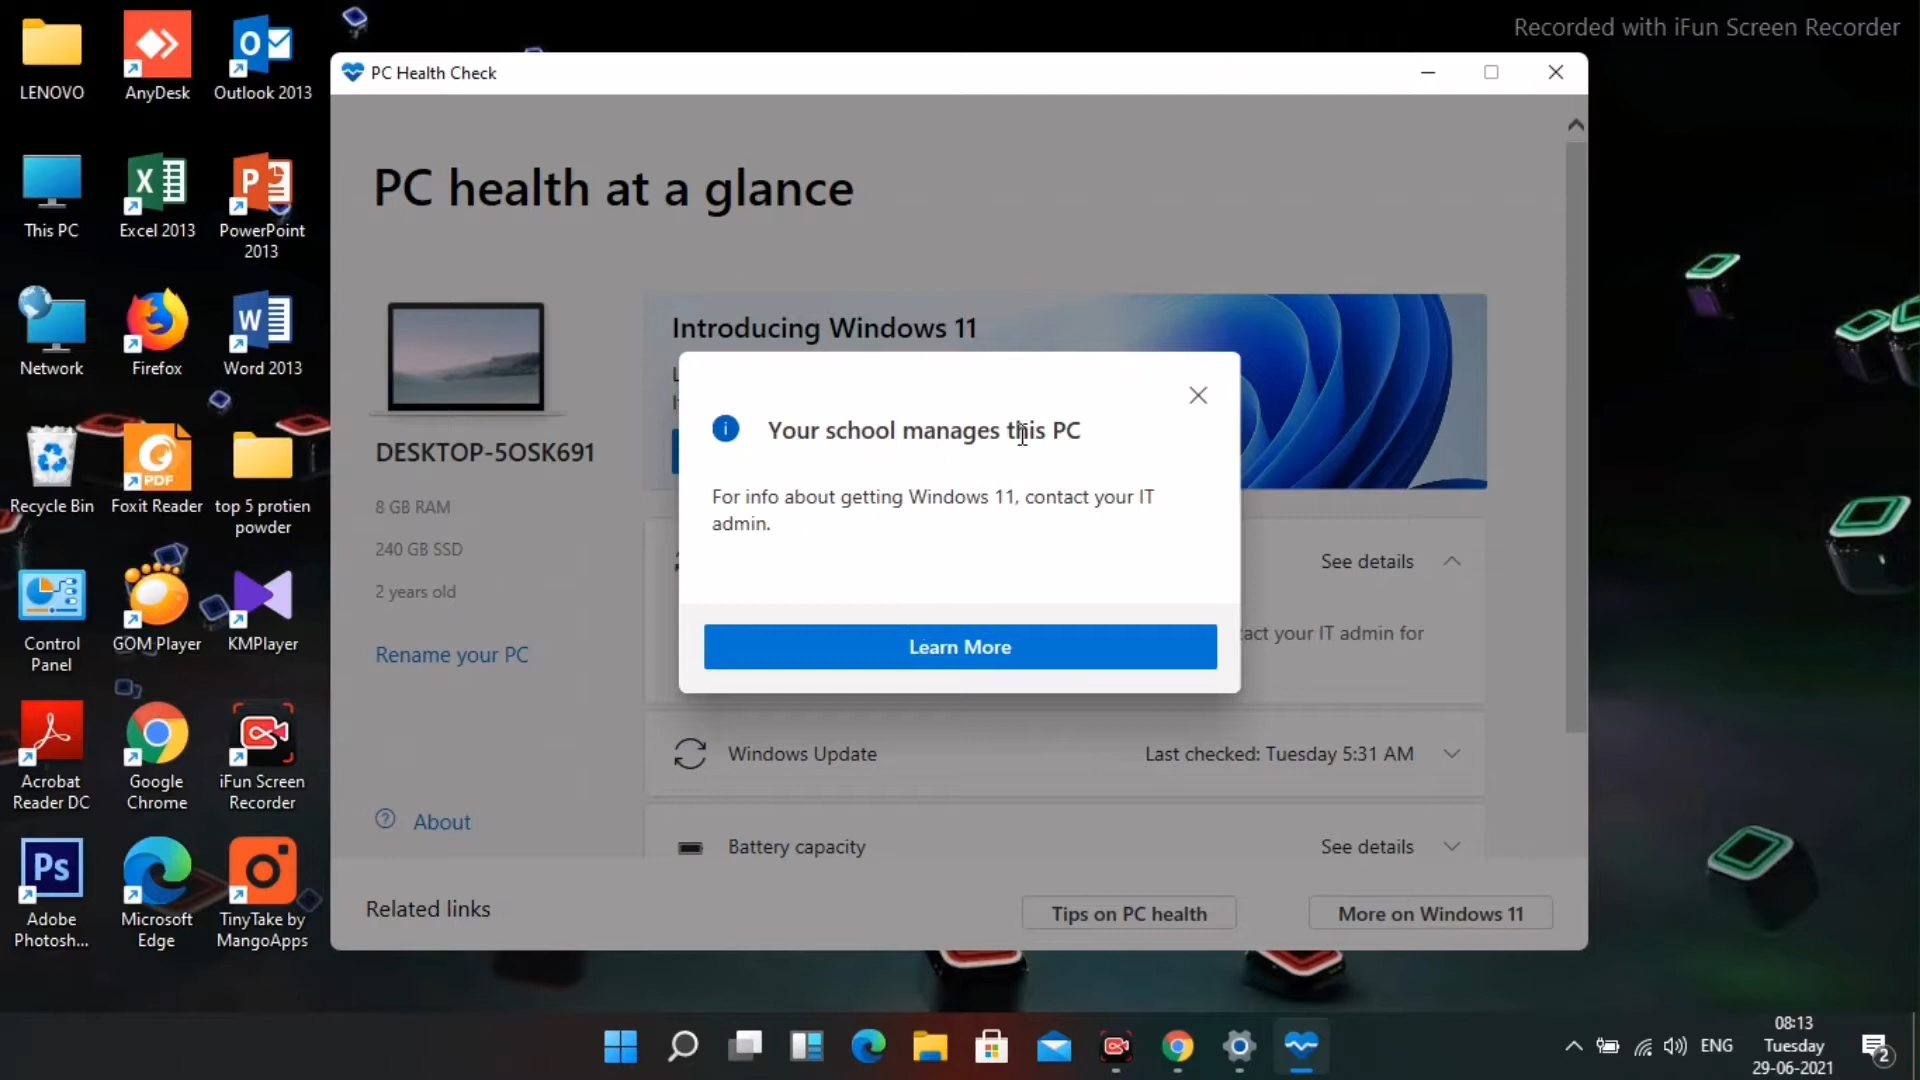 Recorded with iFun Screen Recorder
LENOVO
AnyDesk
Outlook 2013
This PC
Excel 2013
PowerPoint
2013
Network
Firefox
Word 2013
Recycle Bin
Foxit Reader
PDF
top 5 protien
powder
Control
Panel
GOM Player
KMPlayer
Acrobat
Reader DC
Google
Chrome
iFun Screen
Recorder
Ps
Adobe
Photosh...
Microsoft
Edge
TinyTake by
MangoApps
PC Health Check
PC health at a glance
DESKTOP-5OSK691
8 GB RAM
240 GB SSD
2 years old
Rename your PC
About
Introducing Windows 11
Your school manages this PC
For info about getting Windows 11, contact your IT
admin.
Learn More
See details
your IT admin for
Windows Update
Last checked: Tuesday 5:31 AM
Battery capacity
See details
Related links
Tips on PC health
More on Windows 11
ENG
08:13
Tuesday
29-06-2021
2